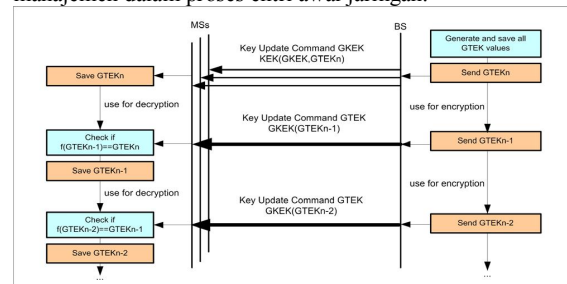 manajemen dalam proses entri awal jaringan.
MSs
BS
Generate and save all
GTEK values
Key Update Command GKEK
KEK(GKEK,GTEKn)
Save GTEKn
Send GTEKn
use for decryption
use for encryption
Key Update Command GTEK
GKEK(GTEKn-1)
Check if
f(GTEKn-1)==GTEKn
Send GTEKn-1
Save GTEKn-1
use for decryption
use for encryption
Key Update Command GTEK
GKEK(GTEKn-2)
Check if
f(GTEKn-2)==GTEKn-1
Send GTEKn-2
Save GTEKn-2
...
...